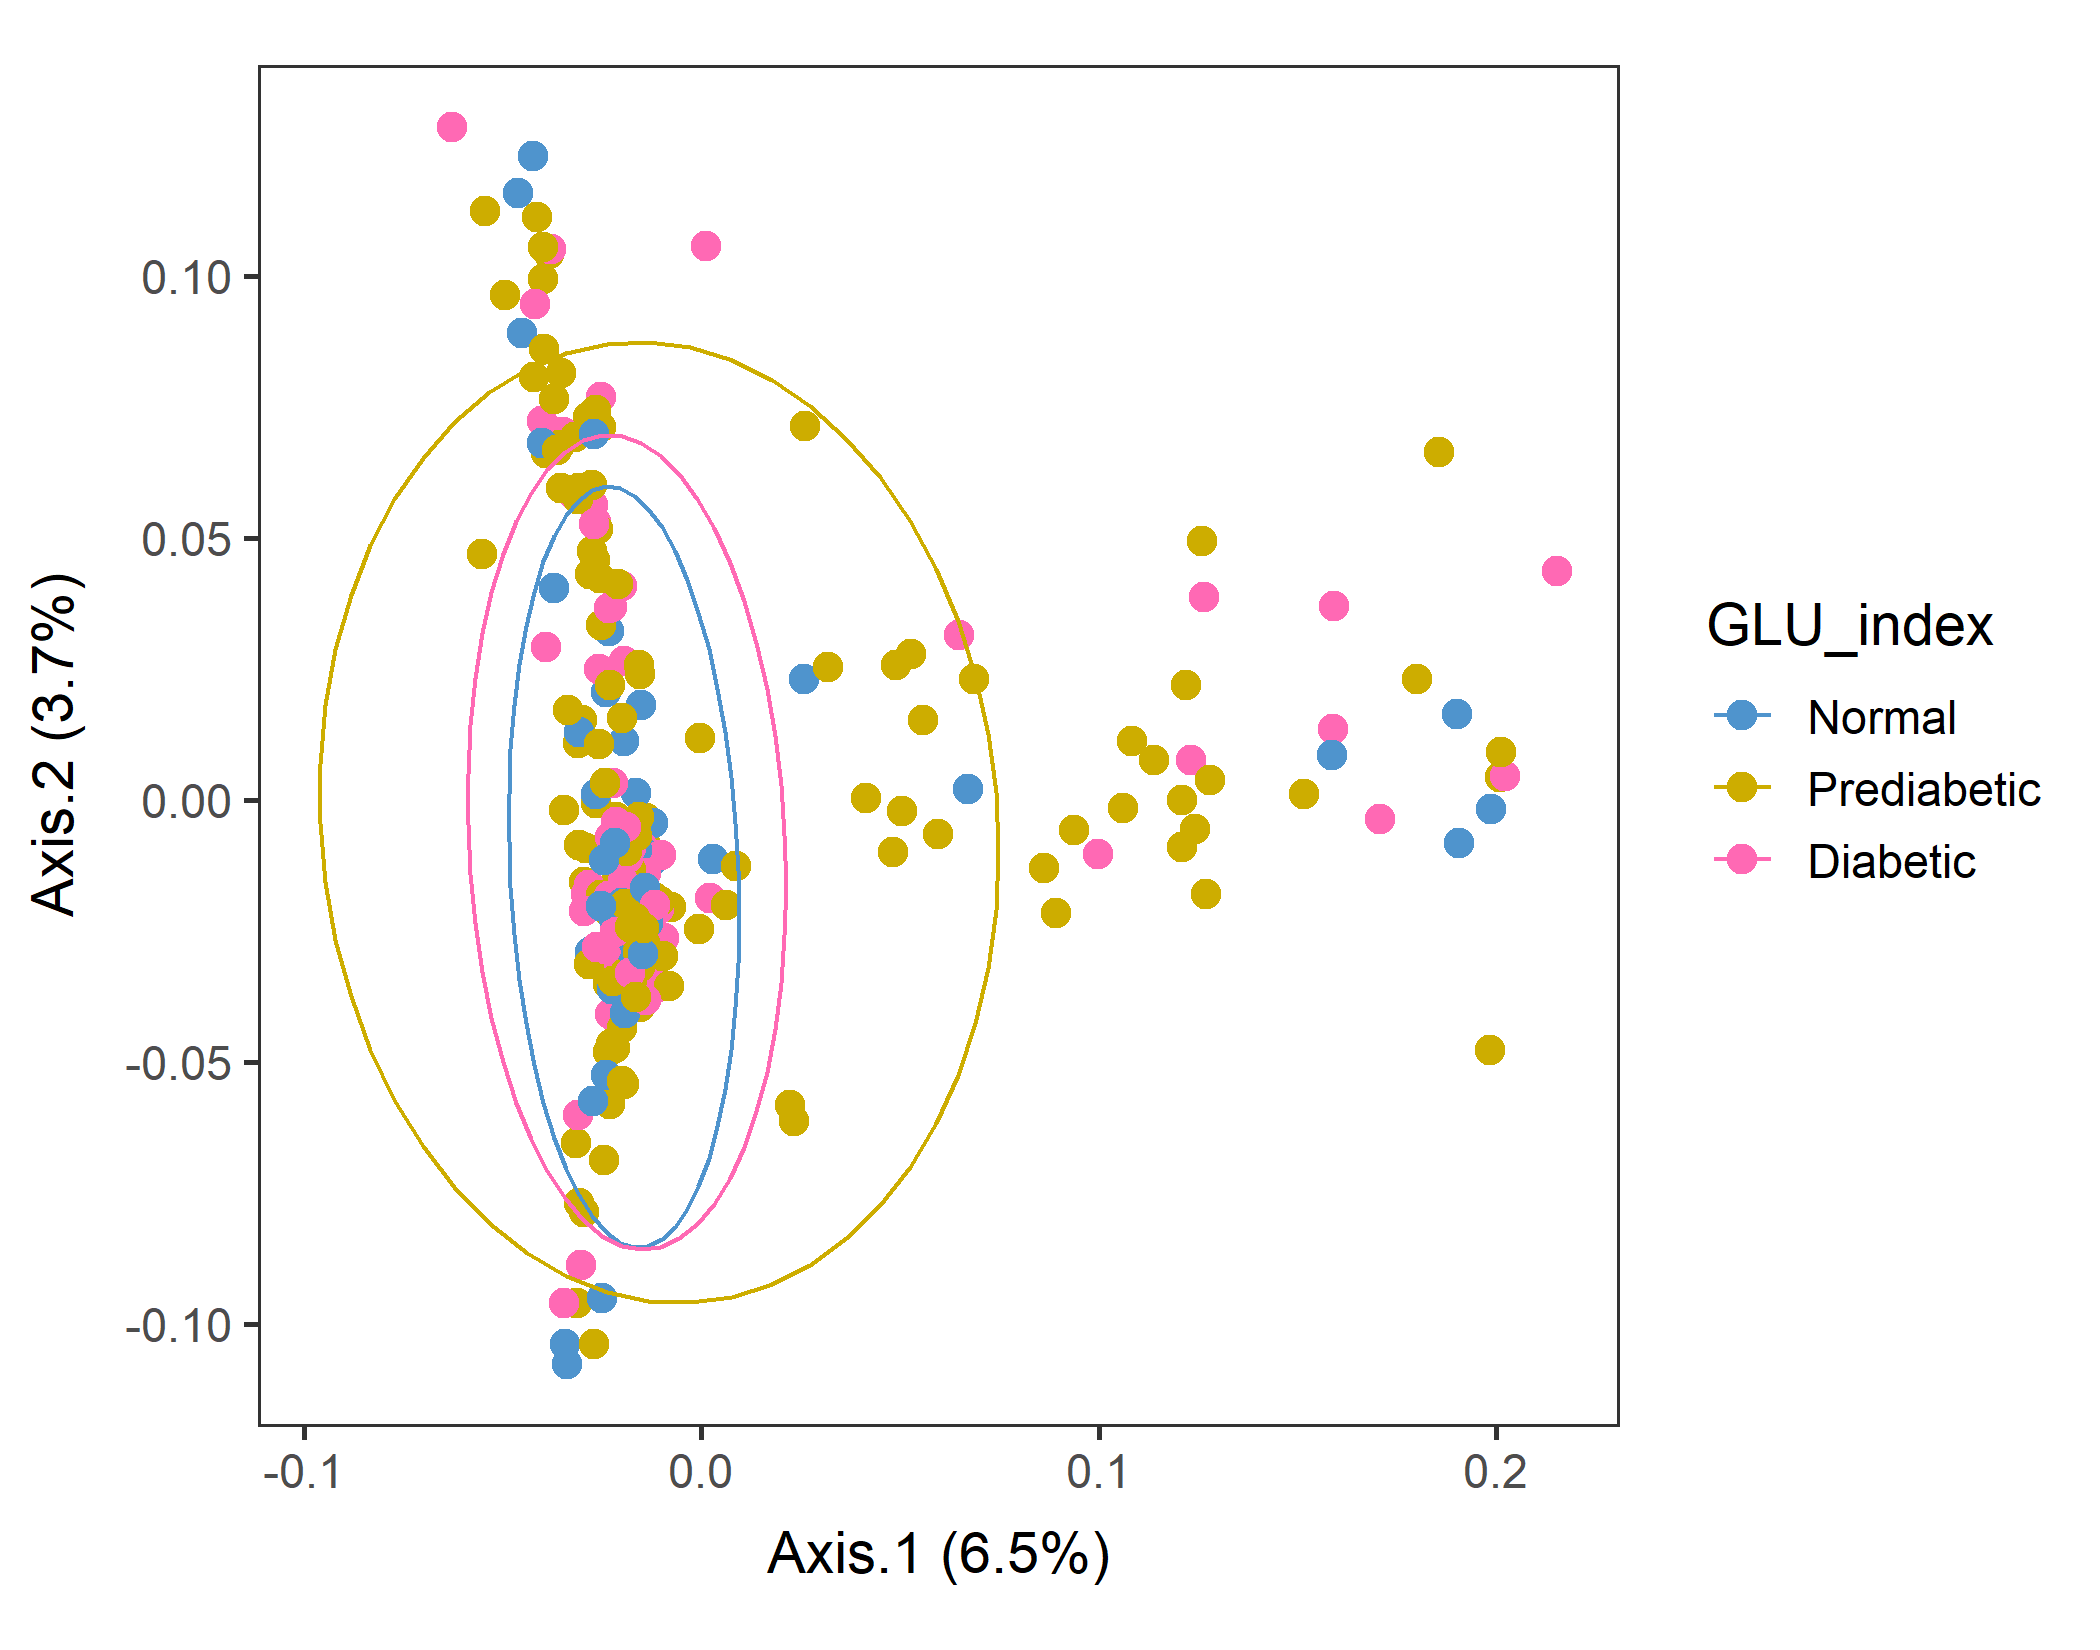 0.10
0.05
0.00
-0.05
-0.10
Axis.2 (3.7%)
-0.1
0.0
0.1
0.2
Axis.1 (6.5%)
GLU_index
Normal
Prediabetic
Diabetic